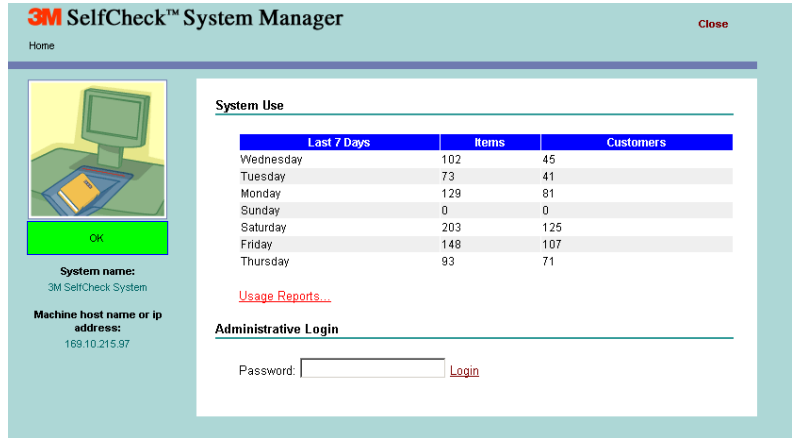 3M SelfCheck™ System Manager
Close
Home
OK
System name:
3M SelfCheck System
Machine host name or ip
address:
169.10.215.97
System Use
Last 7 Days Items Customers
Wednesday 102 45
Tuesday 73 41
Monday 129 81
Sunday 0 0
Saturday 203 125
Friday 148 107
Thursday 93 71
Usage Reports...
Administrative Login
Password: Login